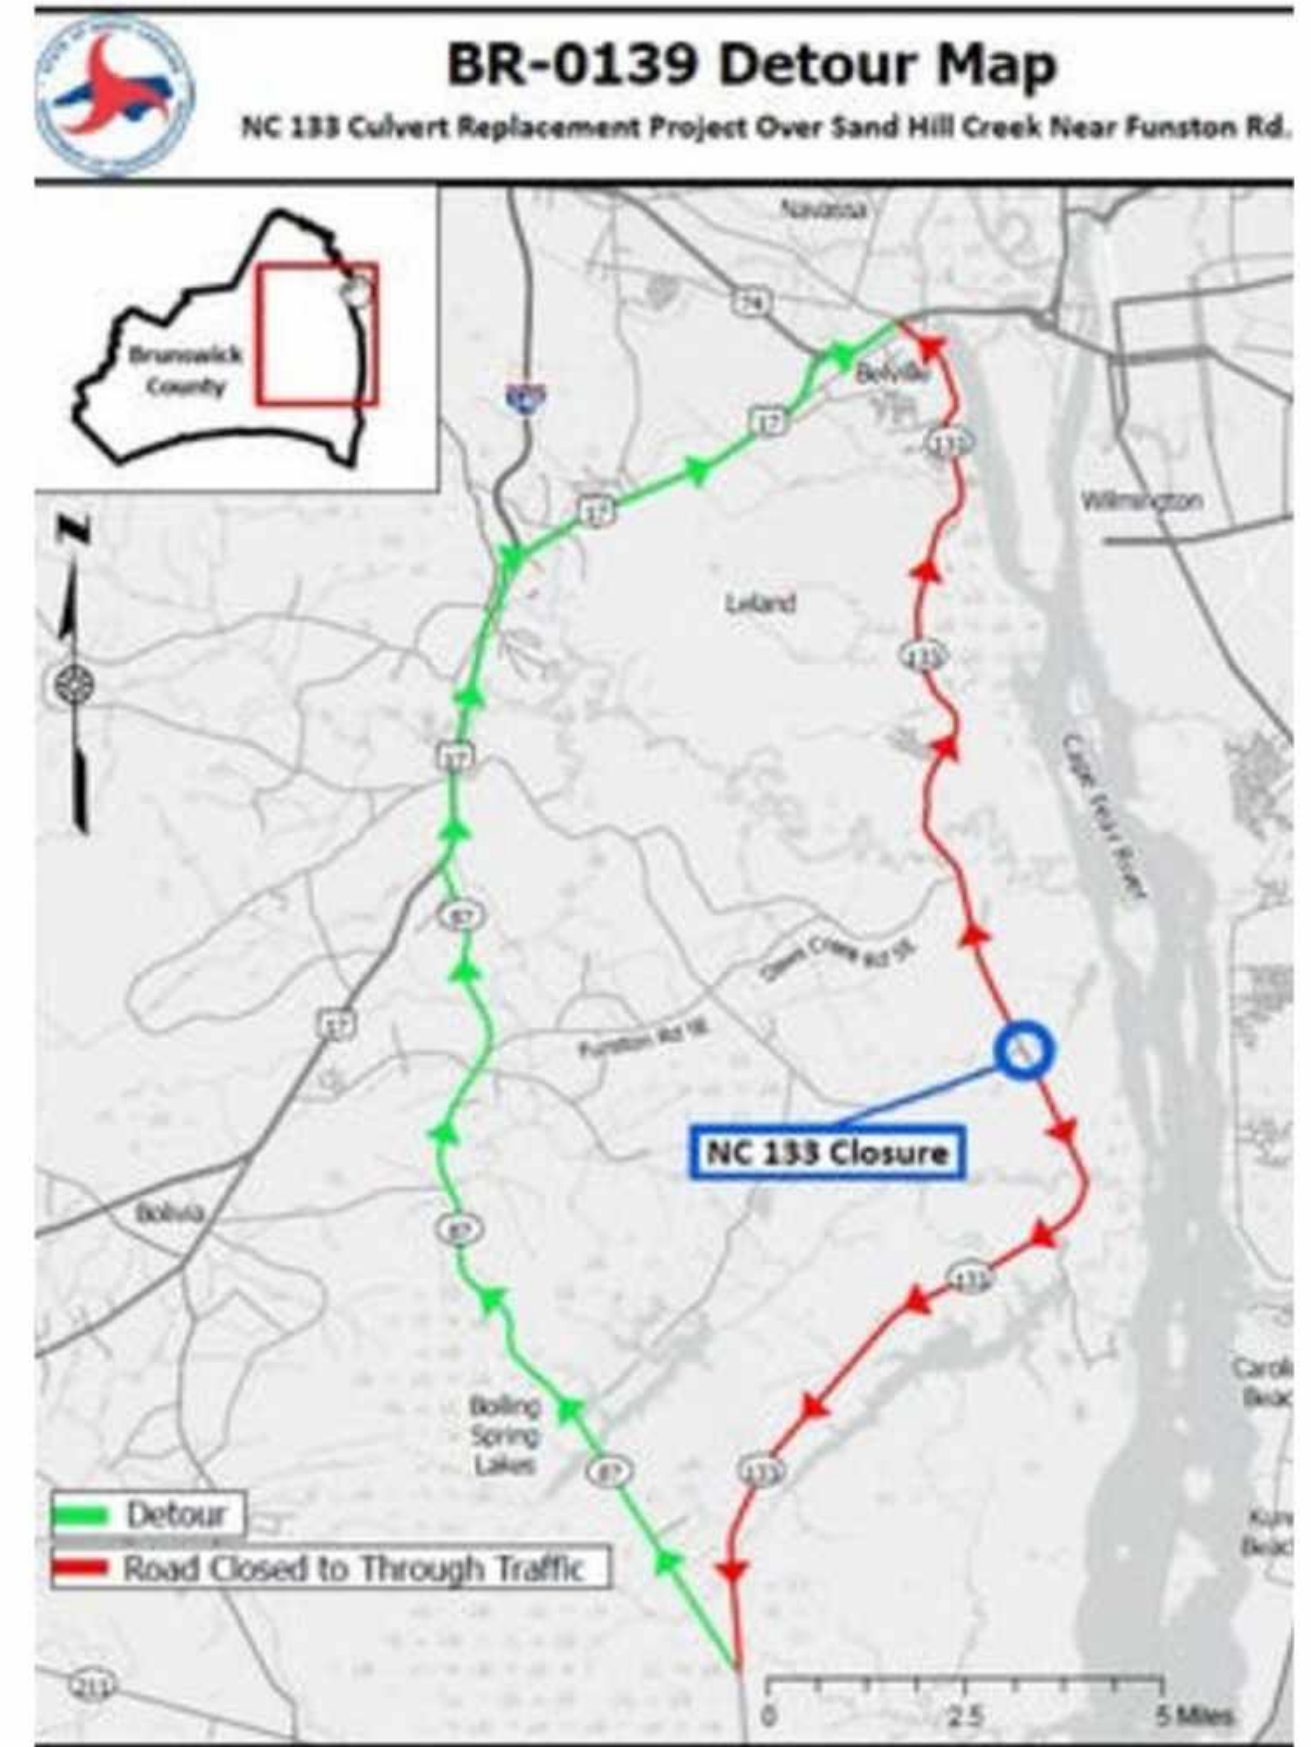 BR-0139 Detour Map
NC 133 Culvert Replacement Project Over Sand Hill Creek Near Funston Rd.
Brunswick
County
Navassa
74
Belville
17
133
17
Wilmington
N
Leland
133
17
Cape Fear River
87
Funston Rd SE
17
NC 133 Closure
87
Bolivia
133
Boiling
Spring
Lakes
87
133
Detour
Road Closed to Through Traffic
211
0 2.5 5 Miles